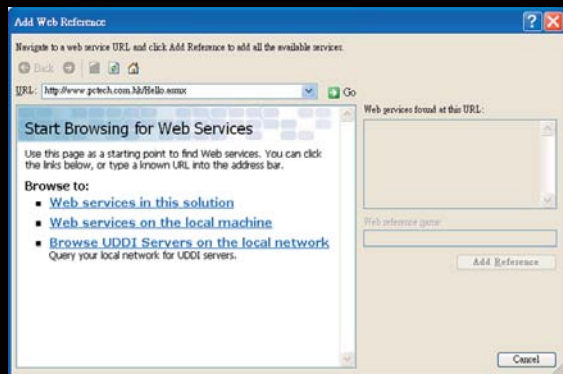 Add Web Reference
Navigate to a web service URL and click Add Reference to add all the available services.
Back
URL: http://www.pctech.com.hk/Hello.asmx
Go
Start Browsing for Web Services
Use this page as a starting point to find Web services. You can click
the links below, or type a known URL into the address bar.
Browse to:
Web services in this solution
Web services on the local machine
Browse UDDI Servers on the local network
Query your local network for UDDI servers.
Web services found at this URL:
Web reference name:
Add Reference
Cancel